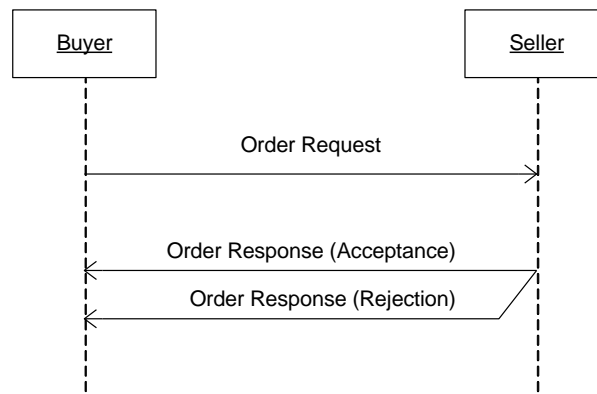 Buyer
Seller
Order Request
Order Response (Acceptance)
Order Response (Rejection)